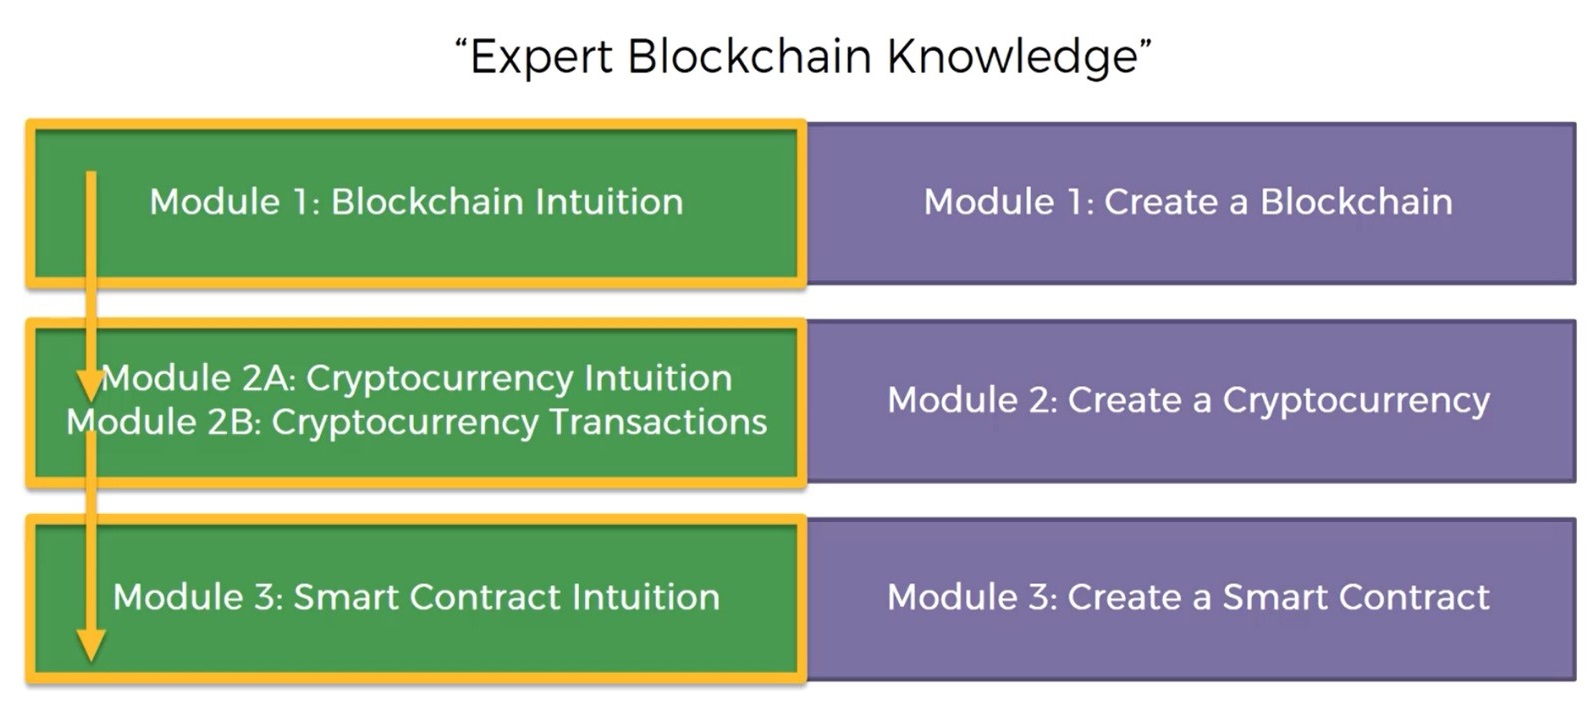 “Expert Blockchain Knowledge”
Module 1: Blockchain Intuition
Module 1: Create a Blockchain
Module 2A: Cryptocurrency Intuition
Module 2B: Cryptocurrency Transactions
Module 2: Create a Cryptocurrency
Module 3: Smart Contract Intuition
Module 3: Create a Smart Contract